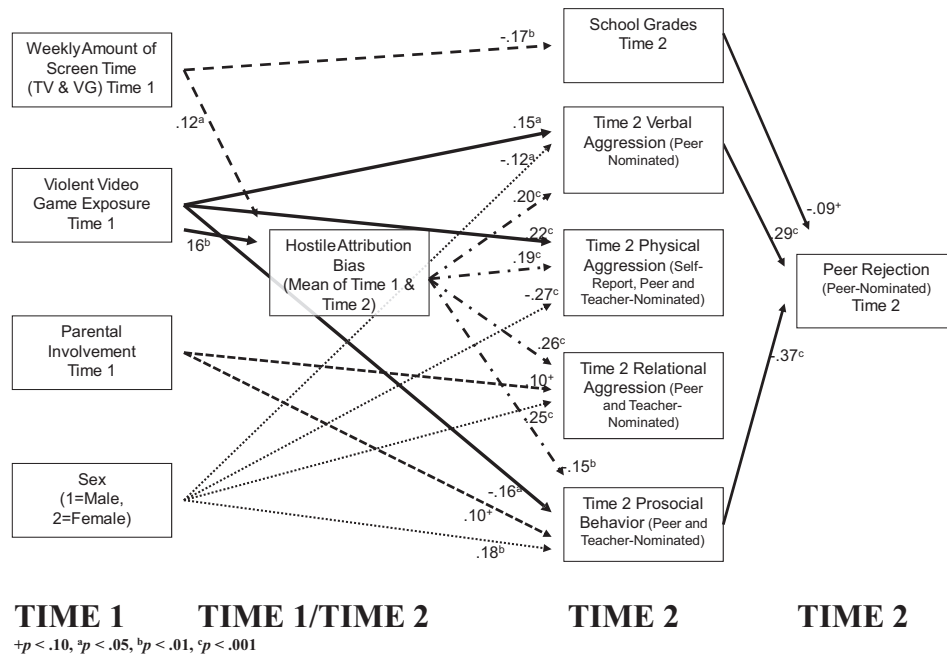 Weekly Amount of
Screen Time
(TV & VG) Time 1
Violent Video
Game Exposure
Time 1
Parental
Involvement
Time 1
Sex
(1=Male,
2=Female)
.12ᵃ
16ᵇ
Hostile Attribution
Bias
(Mean of Time 1 &
Time 2)
-.17ᵇ
.15ᵃ
-.12ᵃ
.20ᶜ
.22ᶜ
.19ᶜ
-.27ᶜ
.26ᶜ
.10⁺
.25ᶜ
-.15ᵇ
-.16ᵃ
.10⁺
.18ᵇ
School Grades
Time 2
Time 2 Verbal
Aggression (Peer
Nominated)
Time 2 Physical
Aggression (Self-
Report, Peer and
Teacher-Nominated)
Time 2 Relational
Aggression (Peer
and Teacher-
Nominated)
Time 2 Prosocial
Behavior (Peer and
Teacher-Nominated)
-.09⁺
.29ᶜ
-.37ᶜ
Peer Rejection
(Peer-Nominated)
Time 2
TIME 1 TIME 1/TIME 2 TIME 2 TIME 2
+p < .10, ᵃp < .05, ᵇp < .01, ᶜp < .001